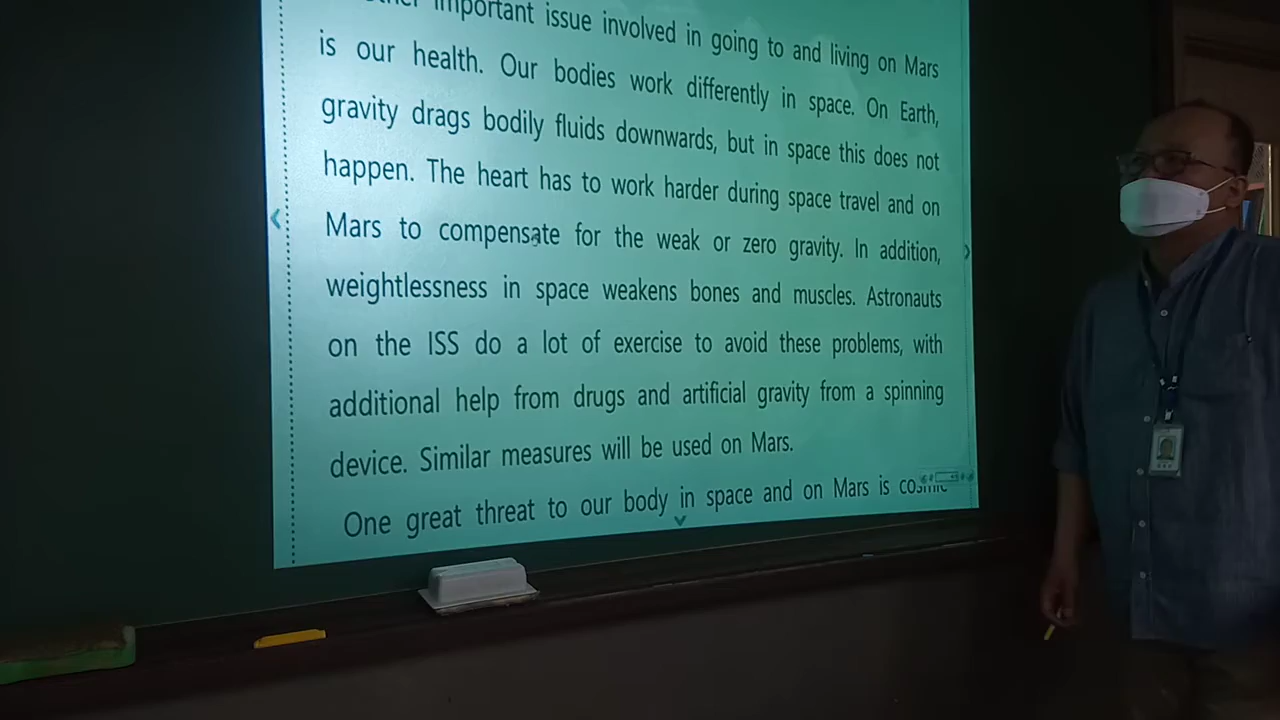 important issue involved in going to and living on Mars
is our health. Our bodies work differently in space. On Earth,
gravity drags bodily fluids downwards, but in space this does not
happen. The heart has to work harder during space travel and on
Mars to compensate for the weak or zero gravity. In addition,
weightlessness in space weakens bones and muscles. Astronauts
on the ISS do a lot of exercise to avoid these problems, with
additional help from drugs and artificial gravity from a spinning
device. Similar measures will be used on Mars.
One great threat to our body in space and on Mars is cosmic